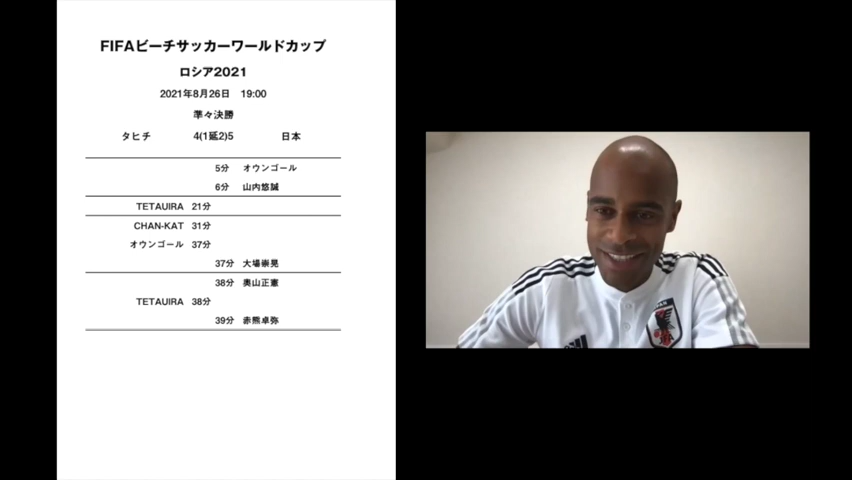 FIFAビーチサッカーワールドカップ
ロシア2021
2021年8月26日 19:00
準々決勝
タヒチ 4(1延2)5 日本
5分 オウンゴール
6分 山内悠誠
TETAUIRA 21分
CHAN-KAT 31分
オウンゴール 37分
37分 大場崇晃
38分 奥山正憲
TETAUIRA 38分
39分 赤熊卓弥